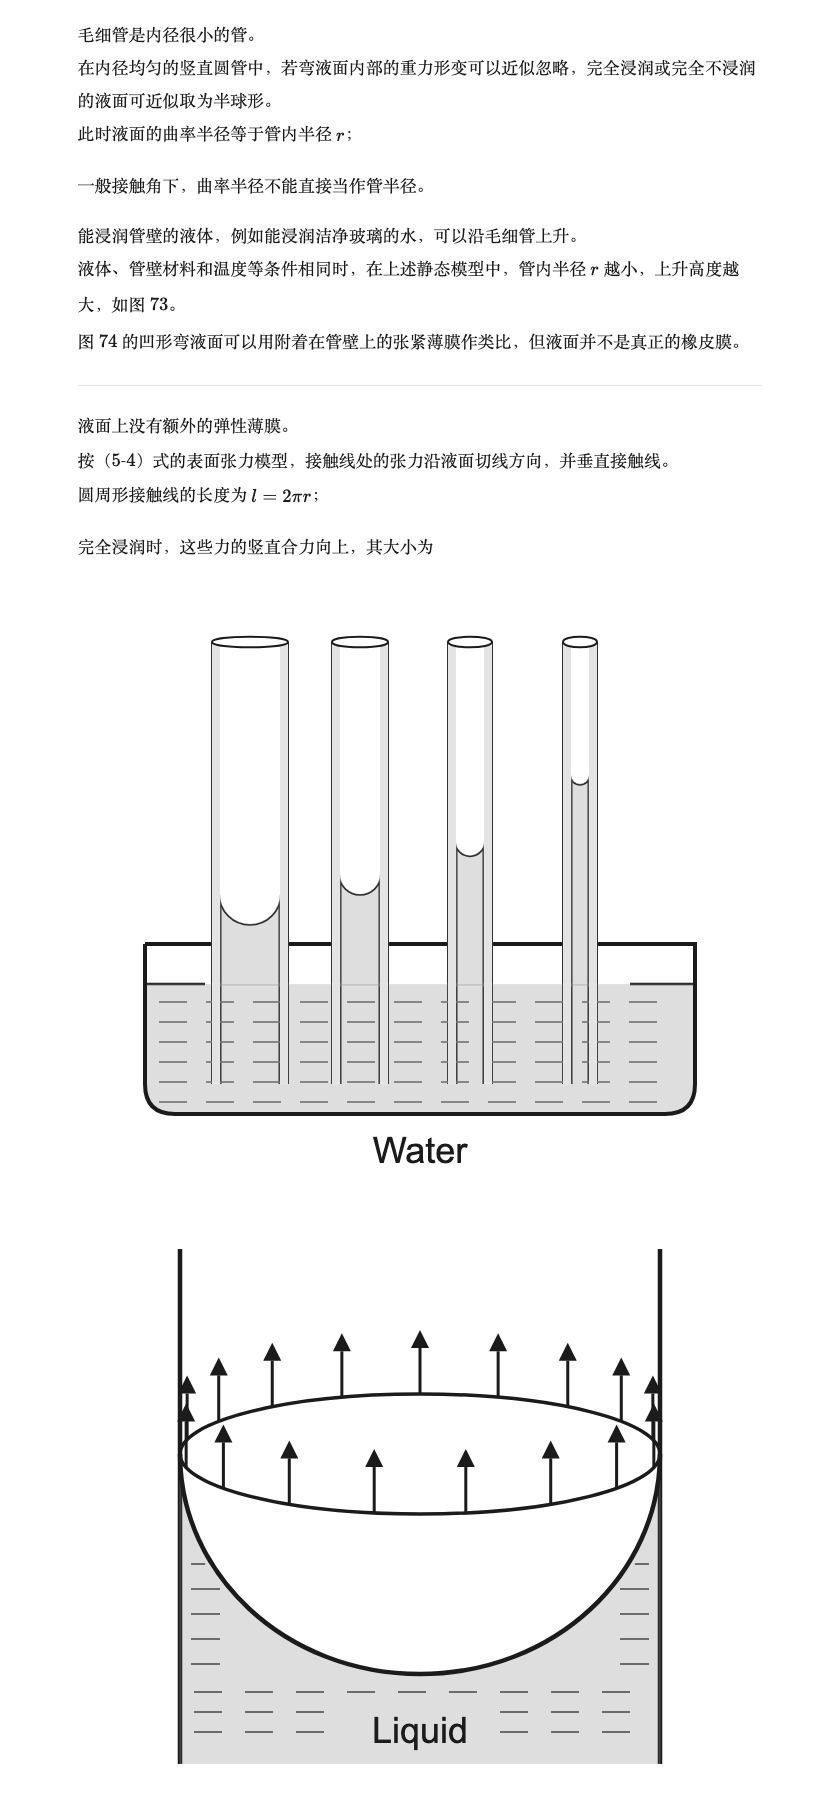 毛细管是内径很小的管。
在内径均匀的竖直圆管中，若弯液面内部的重力形变可以近似忽略，完全浸润或完全不浸润
的液面可近似取为半球形。
此时液面的曲率半径等于管内半径 r；
一般接触角下，曲率半径不能直接当作管半径。
能浸润管壁的液体，例如能浸润洁净玻璃的水，可以沿毛细管上升。
液体、管壁材料和温度等条件相同时，在上述静态模型中，管内半径 r 越小，上升高度越
大，如图 73。
图 74 的凹形弯液面可以用附着在管壁上的张紧薄膜作类比，但液面并不是真正的橡皮膜。
液面上没有额外的弹性薄膜。
按（5-4）式的表面张力模型，接触线处的张力沿液面切线方向，并垂直接触线。
圆周形接触线的长度为 l = 2πr；
完全浸润时，这些力的竖直合力向上，其大小为
Water
Liquid